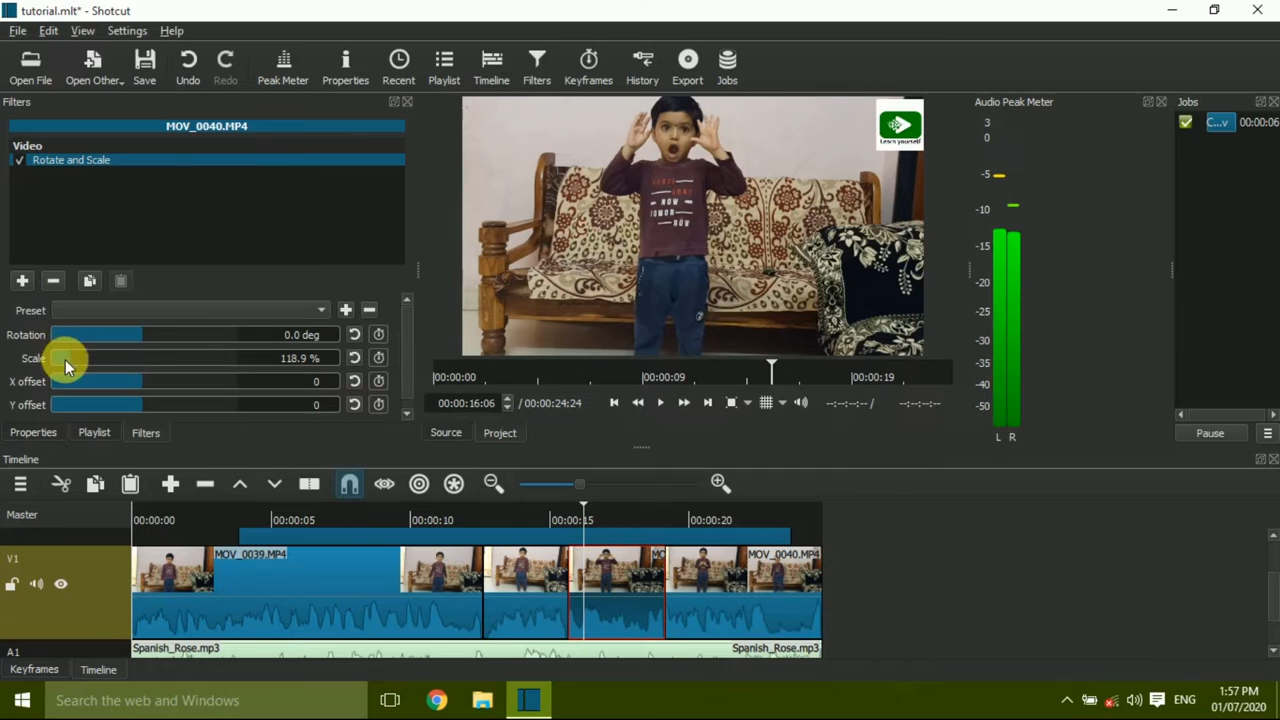 tutorial.mlt* - Shotcut
File Edit View Settings Help
Open File Open Other... Save Undo Redo Peak Meter Properties Recent Playlist Timeline Filters Keyframes History Export Jobs
Filters
MOV_0040.MP4
Video
Rotate and Scale
Preset
Rotation 0.0 deg
Scale 118.9 %
X offset 0
Y offset 0
Properties Playlist Filters
Learn yourself
NOW
ROW
00:00:00 00:00:09 00:00:19
00:00:16:06 / 00:00:24:24 --:--:--:-- / --:--:--:--
Source Project
Audio Peak Meter
3
0
-5
-10
-15
-20
-25
-30
-35
-40
-50
L R
Jobs
C...v 00:00:06
Pause
Timeline
Master
00:00:00 00:00:05 00:00:10 00:00:15 00:00:20
V1
MOV_0039.MP4 MO MOV_0040.MP4
A1
Spanish_Rose.mp3 Spanish_Rose.mp3
Keyframes Timeline
Search the web and Windows
ENG
1:57 PM
01/07/2020